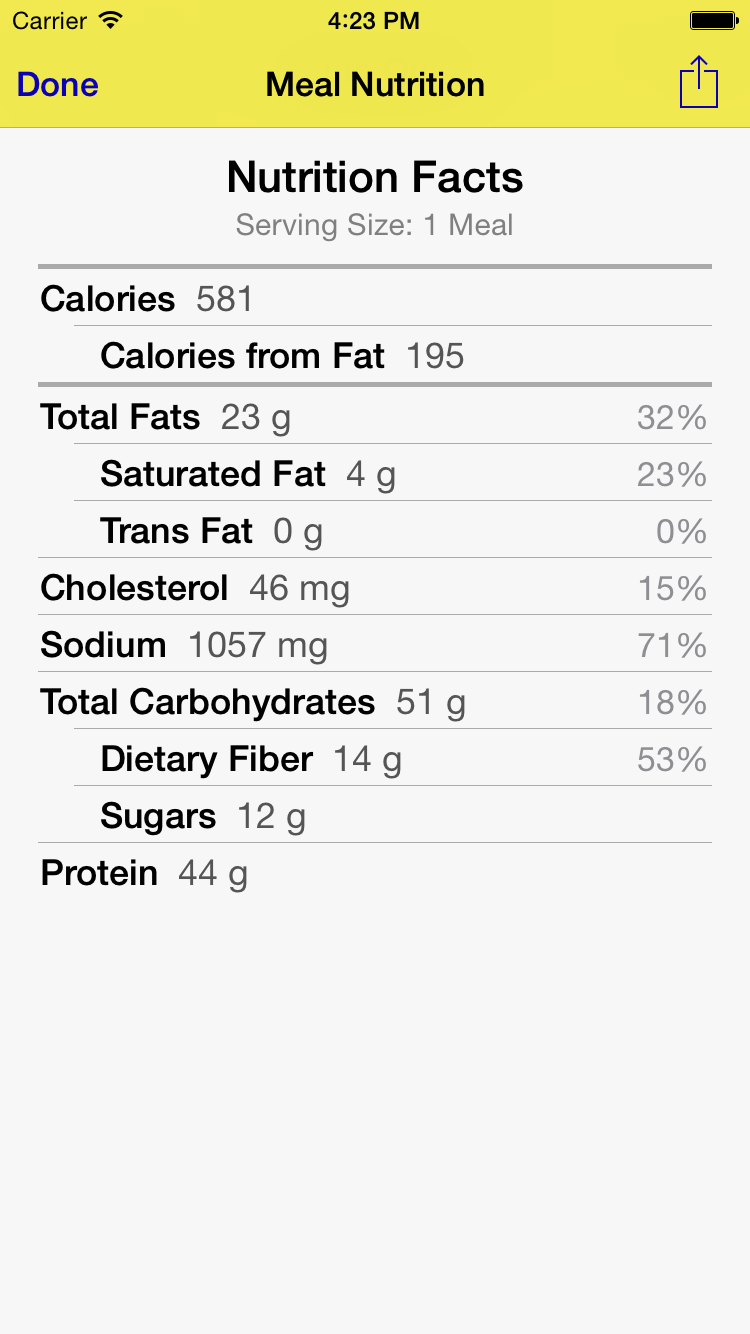 Carrier 4:23 PM
Done Meal Nutrition
Nutrition Facts
Serving Size: 1 Meal
Calories 581
Calories from Fat 195
Total Fats 23 g 32%
Saturated Fat 4 g 23%
Trans Fat 0 g 0%
Cholesterol 46 mg 15%
Sodium 1057 mg 71%
Total Carbohydrates 51 g 18%
Dietary Fiber 14 g 53%
Sugars 12 g
Protein 44 g